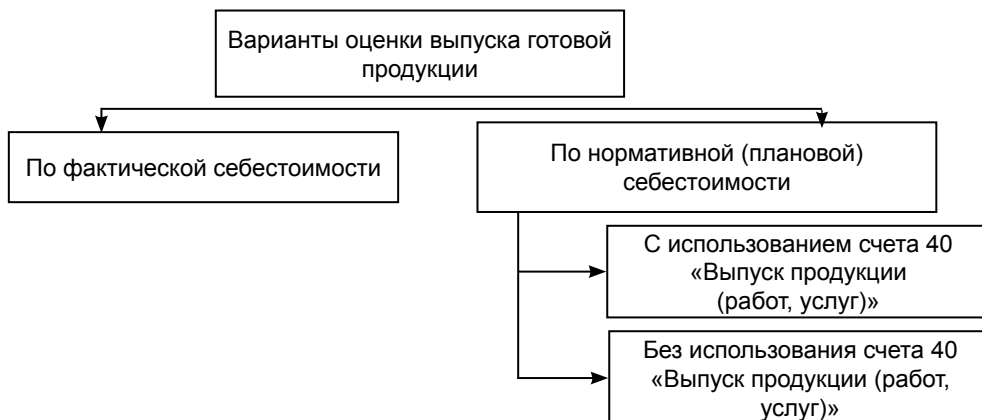 Варианты оценки выпуска готовой
продукции
По фактической себестоимости
По нормативной (плановой)
себестоимости
С использованием счета 40
«Выпуск продукции
(работ, услуг)»
Без использования счета 40
«Выпуск продукции (работ,
услуг)»